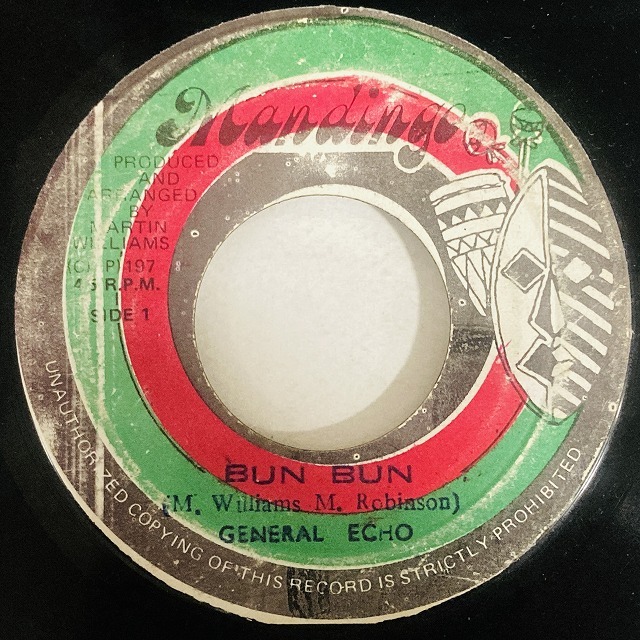 Mandingo
PRODUCED
AND
ARRANGED
BY
MARTIN
WILLIAMS
(C) (P) 197
45 R.P.M.
SIDE 1
BUN BUN
(M. Williams M. Robinson)
GENERAL ECHO
UNAUTHORIZED COPYING OF THIS RECORD IS STRICTLY PROHIBITED